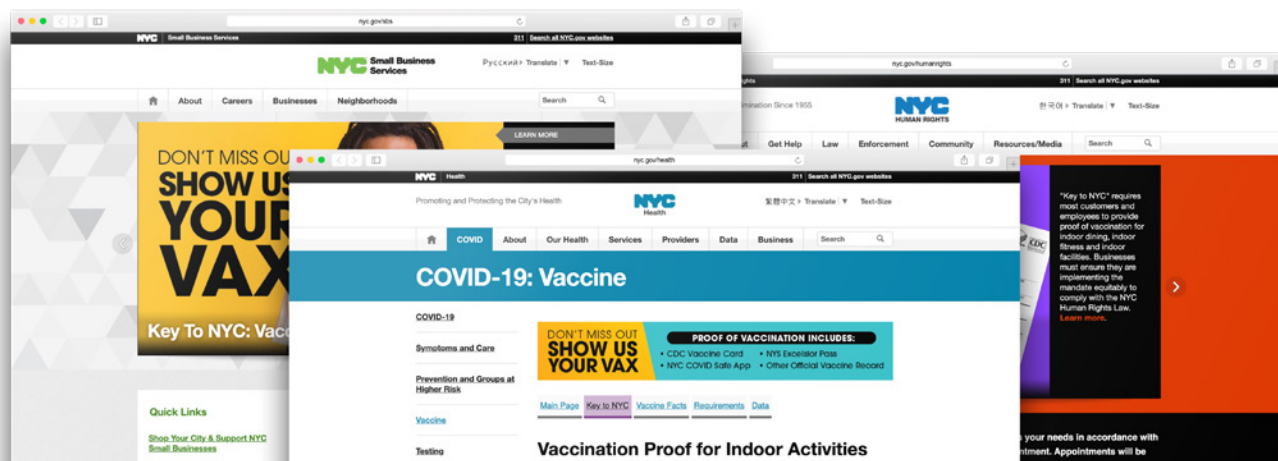 nyc.gov/sbs
NYC Small Business Services
311 Search all NYC.gov websites
NYC Small Business
Services
Русский Translate ▼ Text-Size
About Careers Businesses Neighborhoods Search
LEARN MORE
DON'T MISS OU
SHOW US
YOUR
VAX
Key To NYC: Vacc
Quick Links
Shop Your City & Support NYC
Small Businesses
nyc.gov/humanrights
ghts
311 Search all NYC.gov websites
mination Since 1955
NYC
HUMAN RIGHTS
한국어 Translate ▼ Text-Size
ut Get Help Law Enforcement Community Resources/Media Search
CDC
"Key to NYC" requires
most customers and
employees to provide
proof of vaccination for
indoor dining, indoor
fitness and indoor
facilities. Businesses
must ensure they are
implementing the
mandate equitably to
comply with the NYC
Human Rights Law.
Learn more.
s your needs in accordance with
ntment. Appointments will be
nyc.gov/health
NYC Health
311 Search all NYC.gov websites
Promoting and Protecting the City's Health
NYC
Health
繁體中文 Translate ▼ Text-Size
COVID About Our Health Services Providers Data Business Search
COVID-19: Vaccine
COVID-19
Symptoms and Care
Prevention and Groups at
Higher Risk
Vaccine
Testing
DON'T MISS OUT
SHOW US
YOUR VAX
PROOF OF VACCINATION INCLUDES:
• CDC Vaccine Card • NYS Excelsior Pass
• NYC COVID Safe App • Other Official Vaccine Record
Main Page Key to NYC Vaccine Facts Requirements Data
Vaccination Proof for Indoor Activities